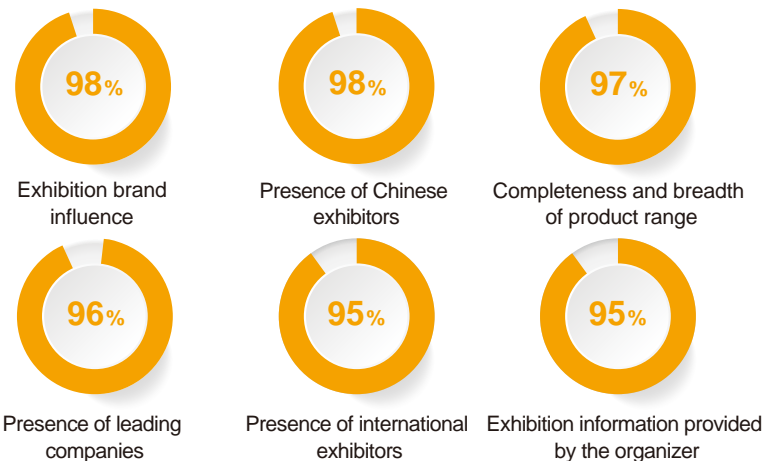 98%
Exhibition brand
influence
98%
Presence of Chinese
exhibitors
97%
Completeness and breadth
of product range
96%
Presence of leading
companies
95%
Presence of international
exhibitors
95%
Exhibition information provided
by the organizer